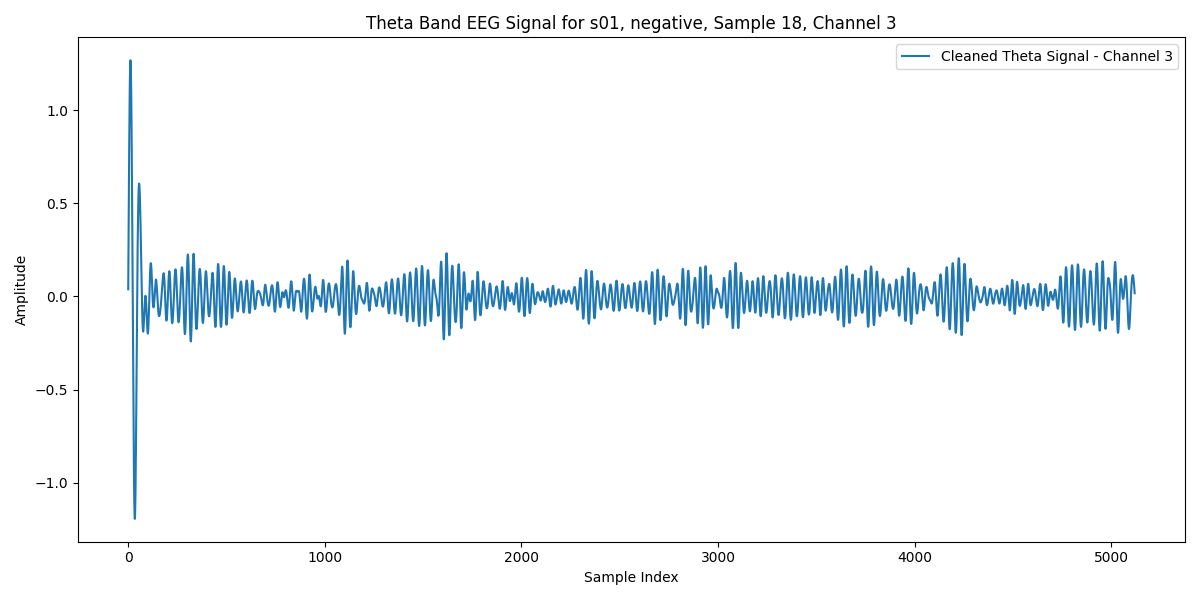 Theta Band EEG Signal for s01, negative, Sample 18, Channel 3
Cleaned Theta Signal - Channel 3
Amplitude
1.0
0.5
0.0
−0.5
−1.0
0 1000 2000 3000 4000 5000
Sample Index